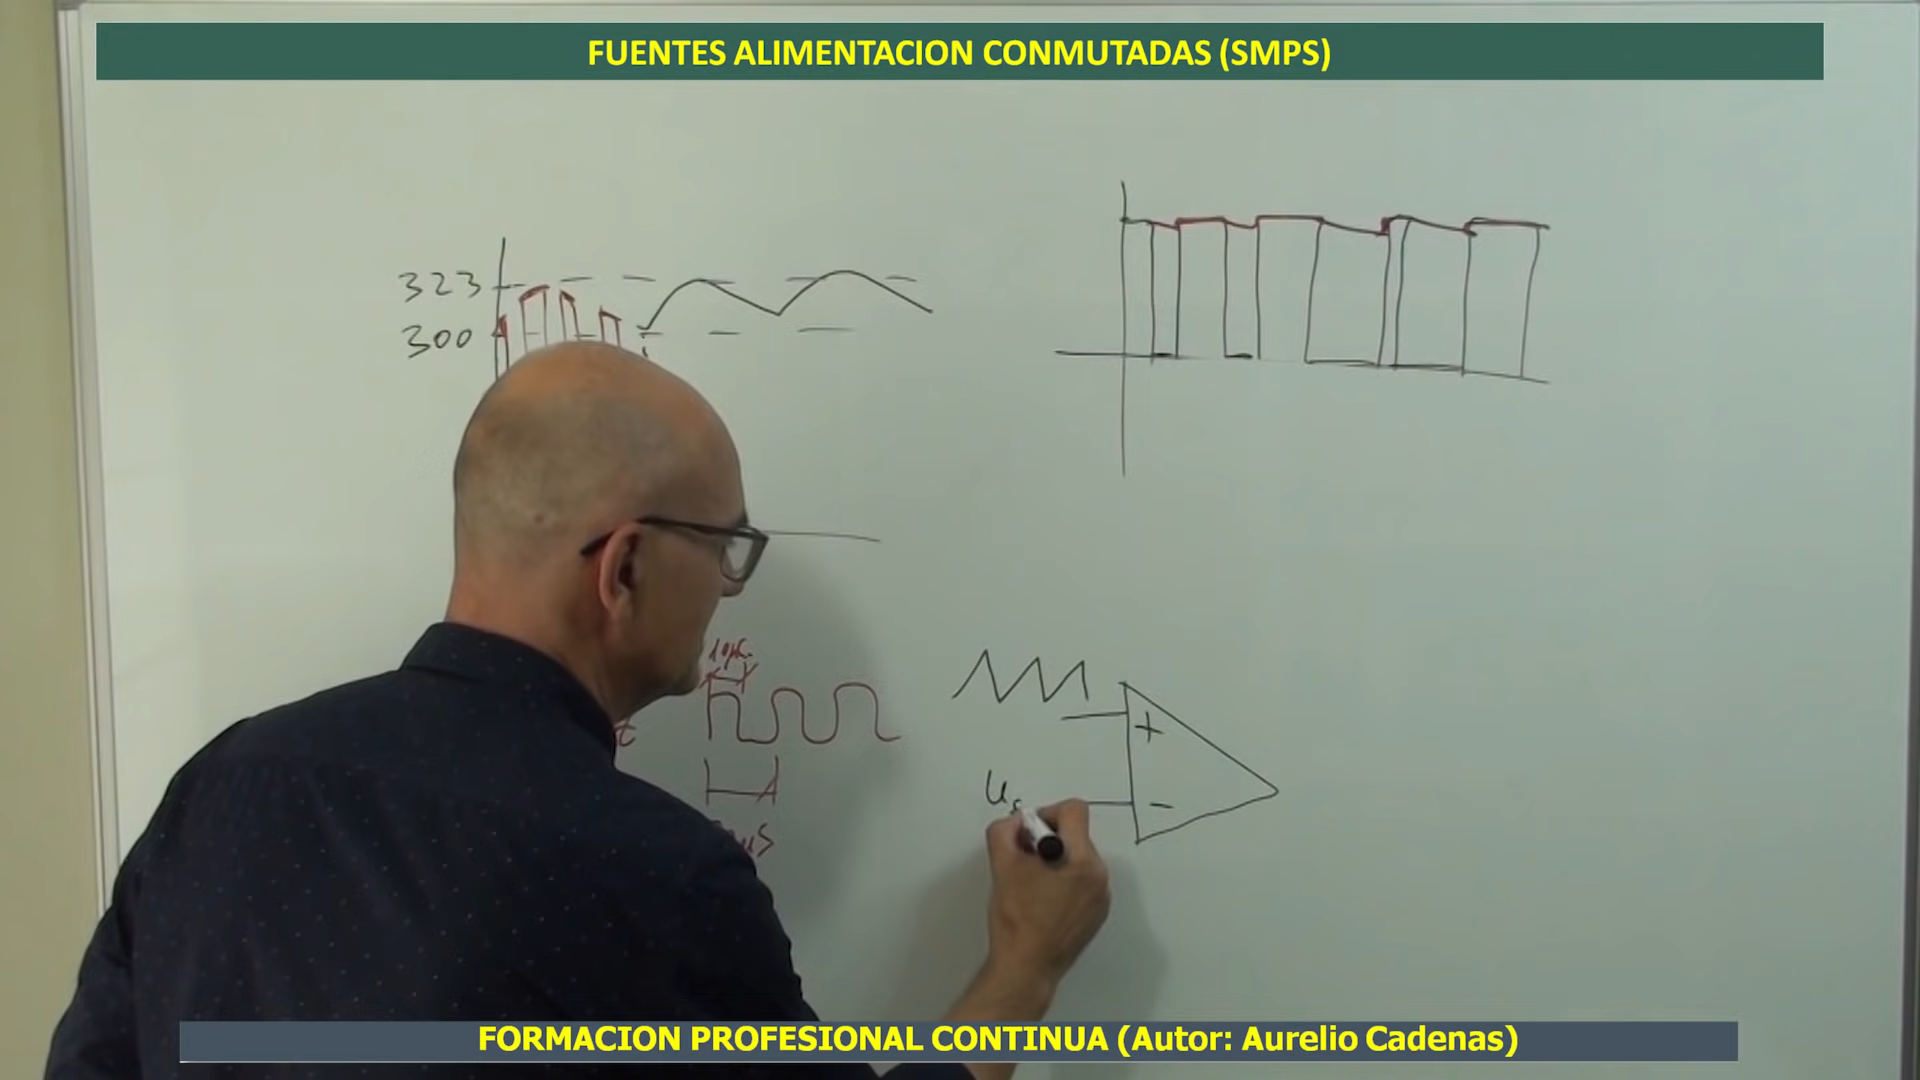 FUENTES ALIMENTACION CONMUTADAS (SMPS)
323
300
+
U
-
FORMACION PROFESIONAL CONTINUA (Autor: Aurelio Cadenas)